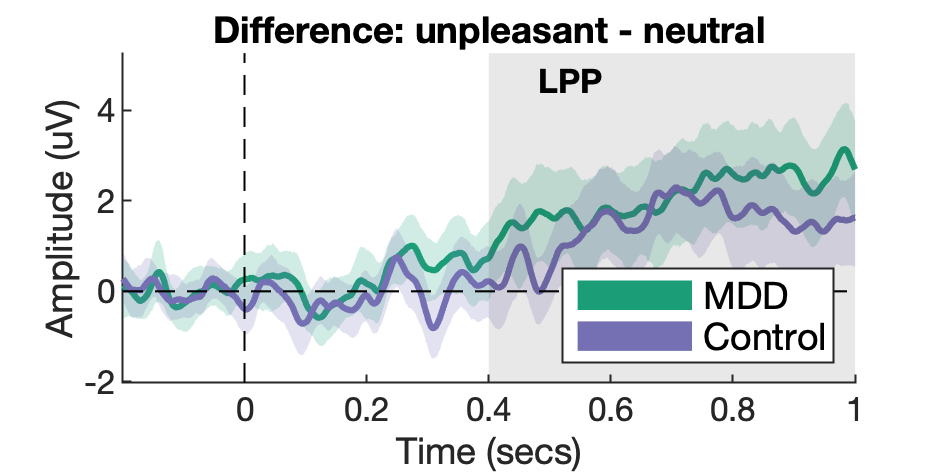 Difference: unpleasant - neutral
LPP
Amplitude (uV)
4
2
0
-2
MDD
Control
0 0.2 0.4 0.6 0.8 1
Time (secs)